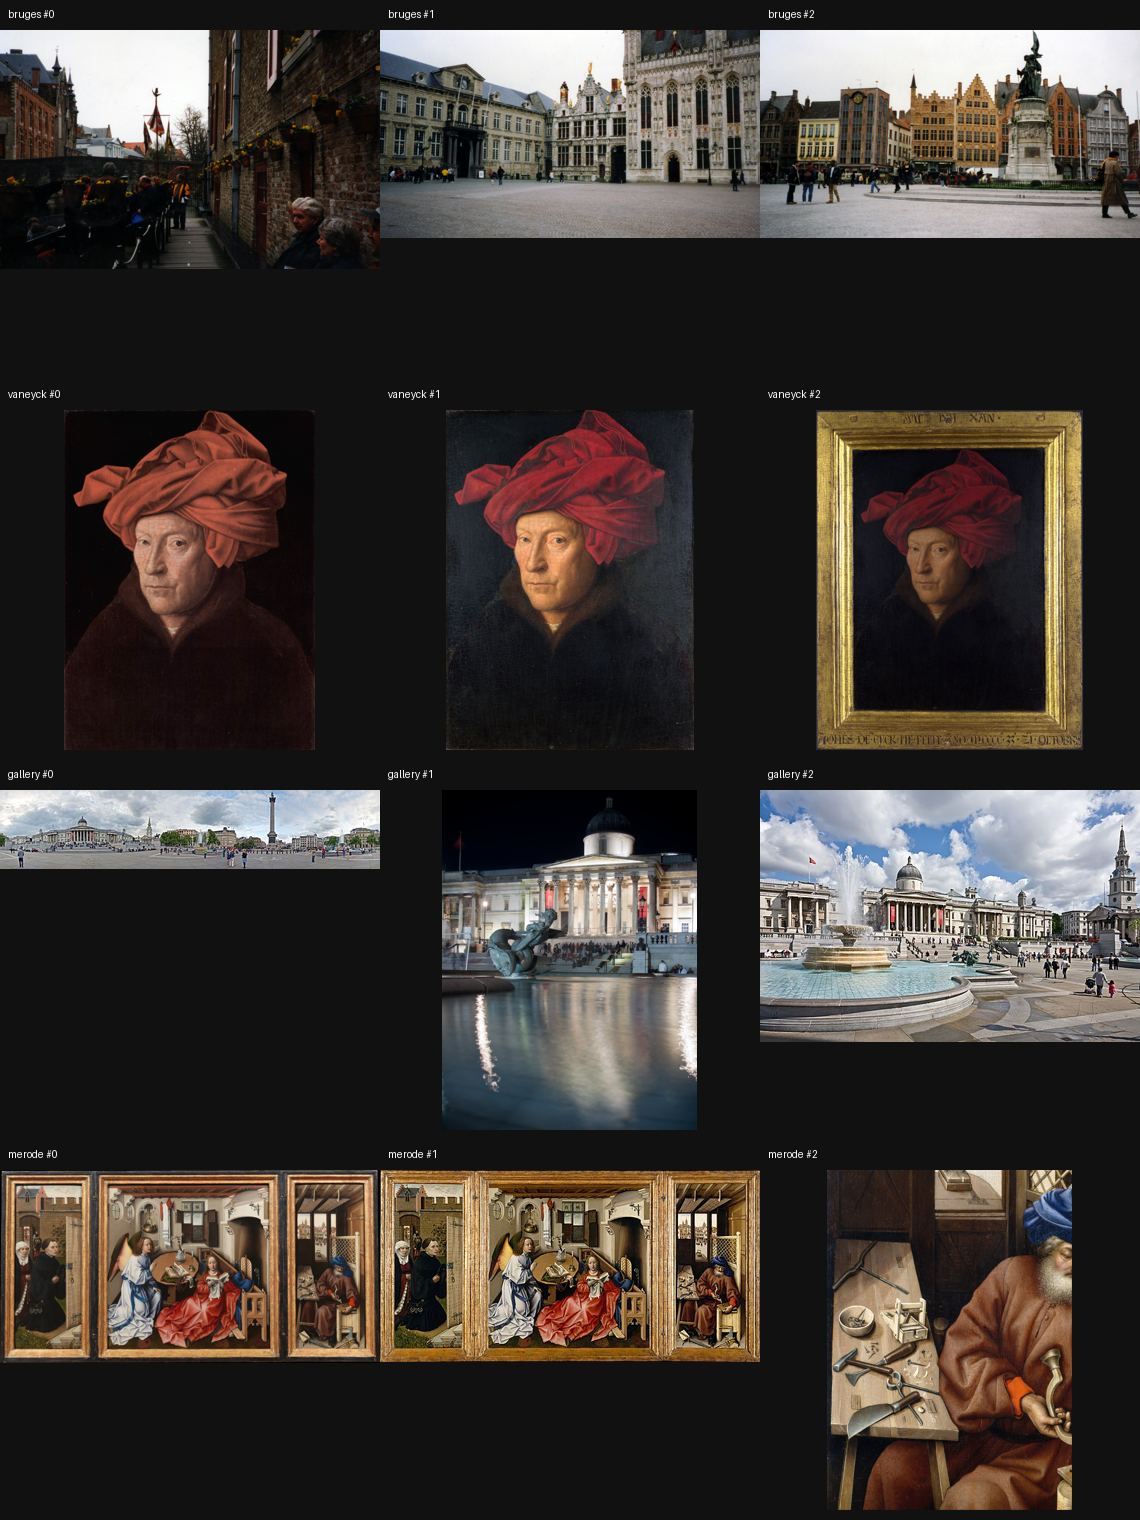 bruges #0
bruges #1
bruges #2
vaneyck #0
vaneyck #1
vaneyck #2
gallery #0
gallery #1
gallery #2
merode #0
merode #1
merode #2